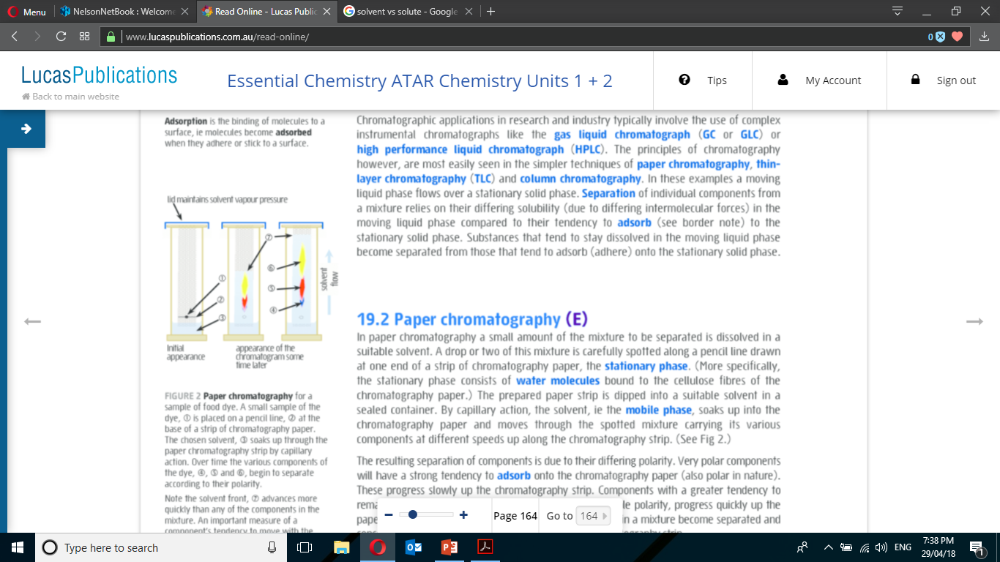 Menu
NelsonNetBook : Welcome
Read Online - Lucas Public
solvent vs solute - Google
www.lucaspublications.com.au/read-online/
0
LucasPublications
Back to main website
Essential Chemistry ATAR Chemistry Units 1 + 2
Tips
My Account
Sign out
Adsorption is the binding of molecules to a
surface, ie molecules become adsorbed
when they adhere or stick to a surface.
lid maintains solvent vapour pressure
①
②
③
④
⑤
⑥
⑦
solvent
flow
Initial
appearance
appearance of the
chromatogram some
time later
FIGURE 2 Paper chromatography for a
sample of food dye. A small sample of the
dye, ① is placed on a pencil line, ② at the
base of a strip of chromatography paper.
The chosen solvent, ③ soaks up through the
paper chromatography strip by capillary
action. Over time the various components of
the dye, ④, ⑤ and ⑥, begin to separate
according to their polarity.
Note the solvent front, ⑦ advances more
quickly than any of the components in the
mixture. An important measure of a
component's tendency to move with the
Chromatographic applications in research and industry typically involve the use of complex
instrumental chromatographs like the gas liquid chromatograph (GC or GLC) or
high performance liquid chromatograph (HPLC). The principles of chromatography
however, are most easily seen in the simpler techniques of paper chromatography, thin-
layer chromatography (TLC) and column chromatography. In these examples a moving
liquid phase flows over a stationary solid phase. Separation of individual components from
a mixture relies on their differing solubility (due to differing intermolecular forces) in the
moving liquid phase compared to their tendency to adsorb (see border note) to the
stationary solid phase. Substances that tend to stay dissolved in the moving liquid phase
become separated from those that tend to adsorb (adhere) onto the stationary solid phase.
19.2 Paper chromatography (E)
In paper chromatography a small amount of the mixture to be separated is dissolved in a
suitable solvent. A drop or two of this mixture is carefully spotted along a pencil line drawn
at one end of a strip of chromatography paper, the stationary phase. (More specifically,
the stationary phase consists of water molecules bound to the cellulose fibres of the
chromatography paper.) The prepared paper strip is dipped into a suitable solvent in a
sealed container. By capillary action, the solvent, ie the mobile phase, soaks up into the
chromatography paper and moves through the spotted mixture carrying its various
components at different speeds up along the chromatography strip. (See Fig 2.)
The resulting separation of components is due to their differing polarity. Very polar components
will have a strong tendency to adsorb onto the chromatography paper (also polar in nature).
These progress slowly up the chromatography strip. Components with a greater tendency to
rema le polarity, progress quickly up the
pape in a mixture become separated and
Page 164
Go to 164
Type here to search
ENG
7:38 PM
29/04/18
1